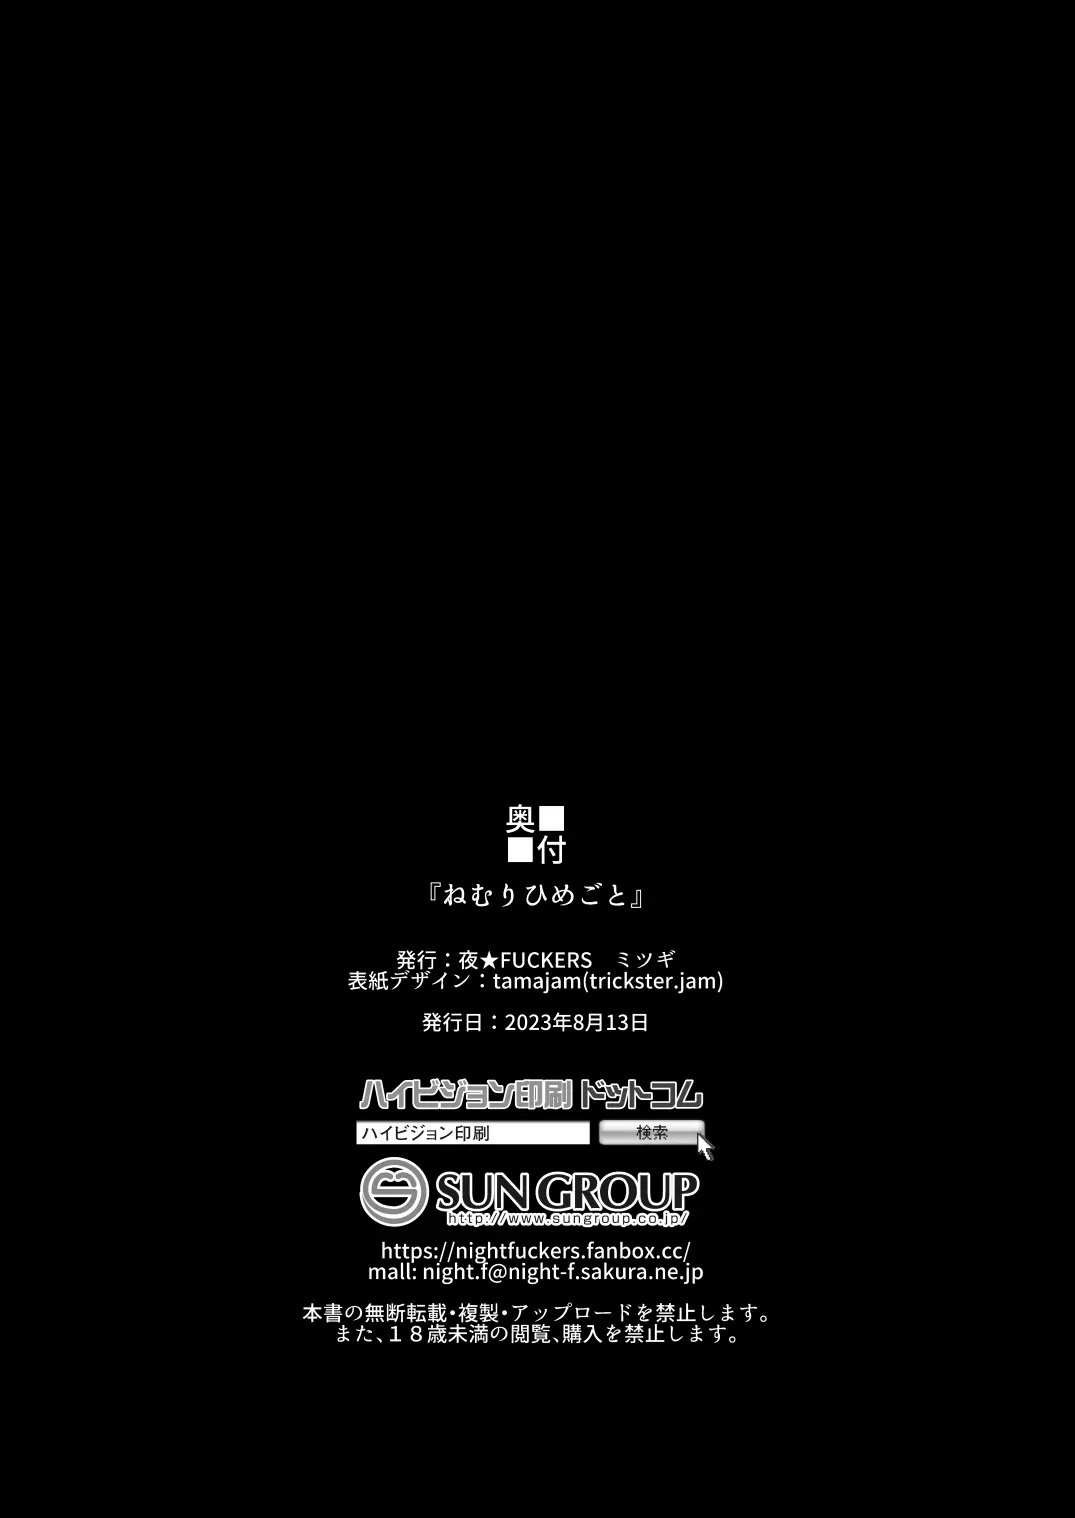 奥■
■付
『ねむりひめごと』
発行：夜★FUCKERS　ミツギ
表紙デザイン：tamajam(trickster.jam)
発行日：2023年8月13日
ハイビジョン印刷 ドットコム
ハイビジョン印刷 検索
SUN GROUP
http://www.sungroup.co.jp/
https://nightfuckers.fanbox.cc/
mall: night.f@night-f.sakura.ne.jp
本書の無断転載・複製・アップロードを禁止します。
また、１８歳未満の閲覧、購入を禁止します。